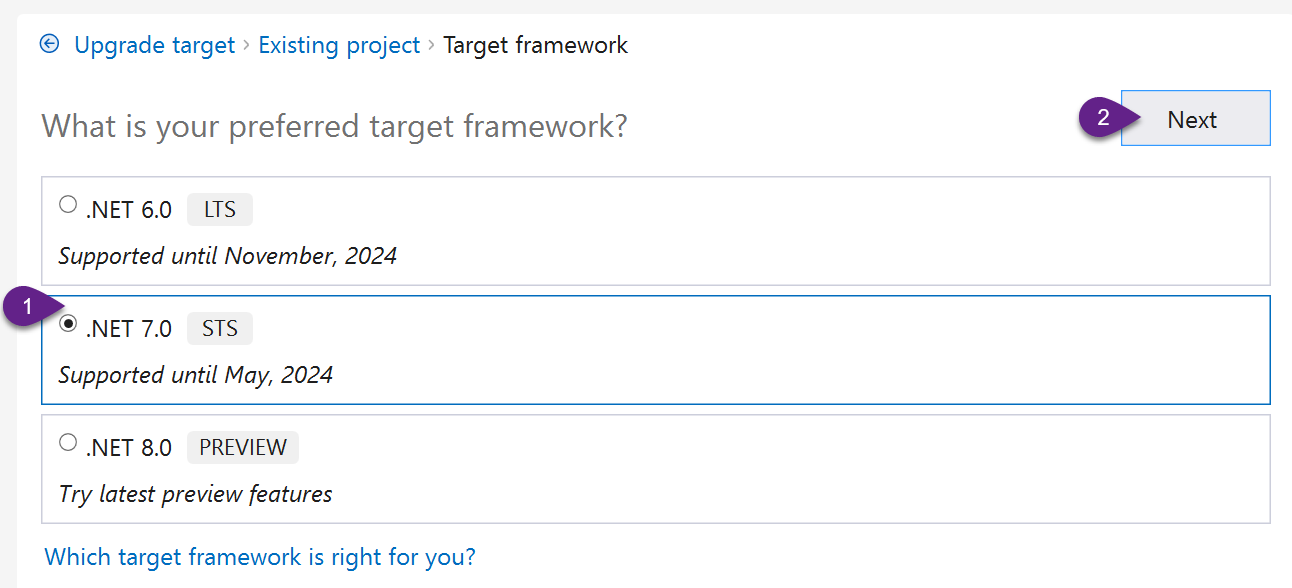 Upgrade target › Existing project › Target framework
What is your preferred target framework?
2 Next
.NET 6.0 LTS
Supported until November, 2024
1
.NET 7.0 STS
Supported until May, 2024
.NET 8.0 PREVIEW
Try latest preview features
Which target framework is right for you?